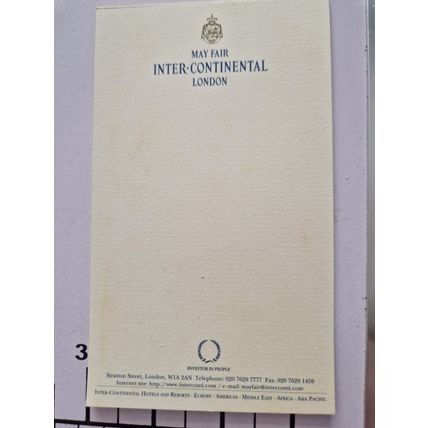 MAY FAIR
INTER·CONTINENTAL
LONDON
3
INVESTOR IN PEOPLE
Stratton Street, London, W1A 2AN Telephone: 020 7629 7777 Fax: 020 7629 1459
Internet site: http://www.interconti.com / e-mail: mayfair@interconti.com
INTER-CONTINENTAL HOTELS AND RESORTS · EUROPE · AMERICAS · MIDDLE EAST · AFRICA · ASIA PACIFIC